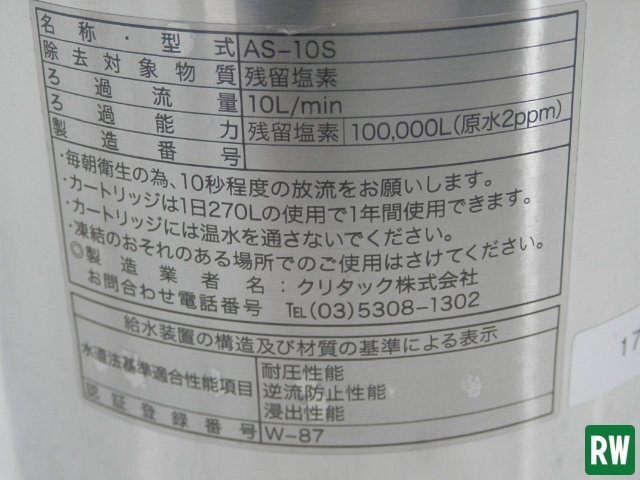 名称・型式 AS-10S
除去対象物質 残留塩素
ろ過流量 10L/min
ろ過能力 残留塩素 100,000L(原水2ppm)
製造番号
・毎朝衛生の為、10秒程度の放流をお願いします。
・カートリッジは1日270Lの使用で1年間使用できます。
・カートリッジには温水を通さないでください。
・凍結のおそれのある場所でのご使用はさけてください。
◎製造業者名:クリタック株式会社
お問合わせ電話番号 TEL(03)5308-1302
給水装置の構造及び材質の基準による表示
水道法基準適合性能項目 耐圧性能
逆流防止性能
浸出性能
認証登録番号 W-87
17
RW